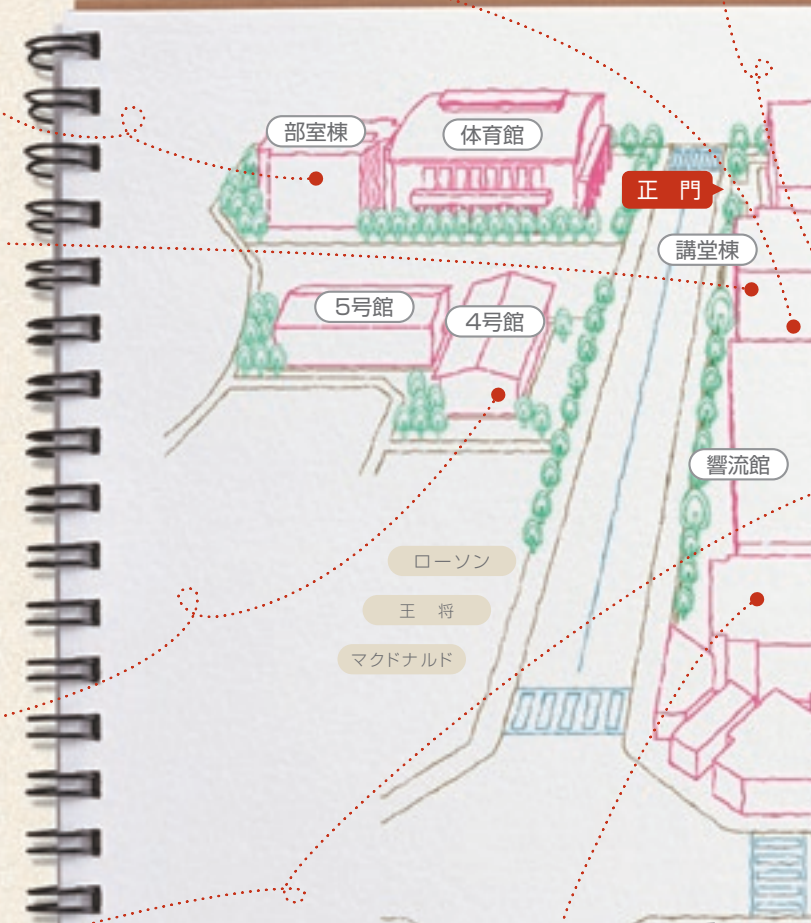 部室棟
体育館
正　門
講堂棟
5号館
4号館
響流館
ローソン
王　将
マクドナルド